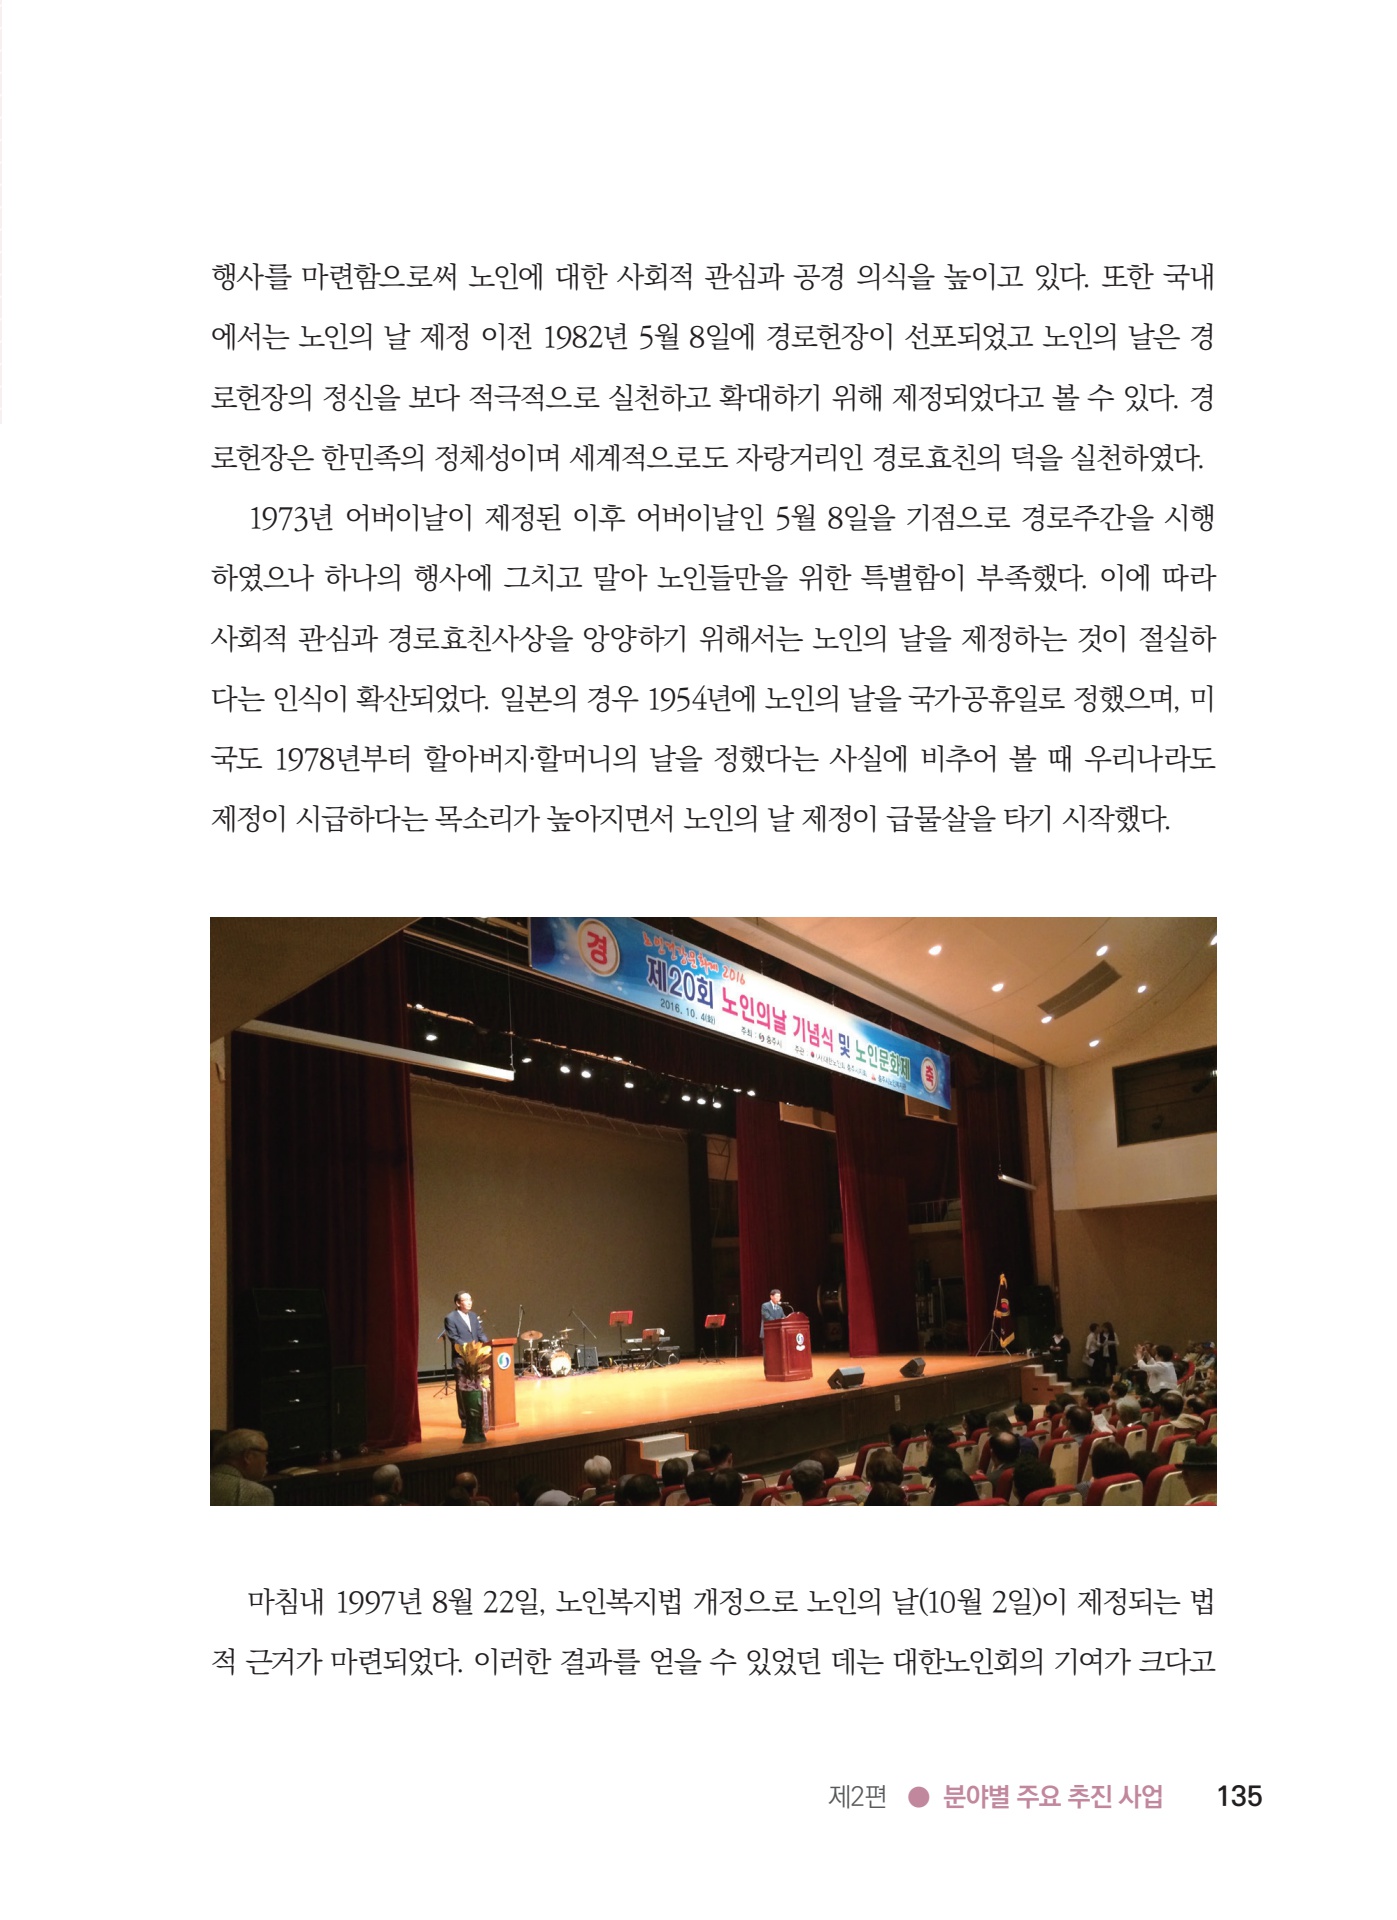 행사를 마련함으로써 노인에 대한 사회적 관심과 공경 의식을 높이고 있다. 또한 국내
에서는 노인의 날 제정 이전 1982년 5월 8일에 경로헌장이 선포되었고 노인의 날은 경
로헌장의 정신을 보다 적극적으로 실천하고 확대하기 위해 제정되었다고 볼 수 있다. 경
로헌장은 한민족의 정체성이며 세계적으로도 자랑거리인 경로효친의 덕을 실천하였다.
1973년 어버이날이 제정된 이후 어버이날인 5월 8일을 기점으로 경로주간을 시행
하였으나 하나의 행사에 그치고 말아 노인들만을 위한 특별함이 부족했다. 이에 따라
사회적 관심과 경로효친사상을 앙양하기 위해서는 노인의 날을 제정하는 것이 절실하
다는 인식이 확산되었다. 일본의 경우 1954년에 노인의 날을 국가공휴일로 정했으며, 미
국도 1978년부터 할아버지·할머니의 날을 정했다는 사실에 비추어 볼 때 우리나라도
제정이 시급하다는 목소리가 높아지면서 노인의 날 제정이 급물살을 타기 시작했다.
경
노인건강문화제 2016
제20회 노인의날 기념식 및 노인문화제
2016. 10. 4(화)
주최 : 충주시 주관 : (사)대한노인회 충주시지회
축
마침내 1997년 8월 22일, 노인복지법 개정으로 노인의 날(10월 2일)이 제정되는 법
적 근거가 마련되었다. 이러한 결과를 얻을 수 있었던 데는 대한노인회의 기여가 크다고
제2편 ● 분야별 주요 추진 사업 135